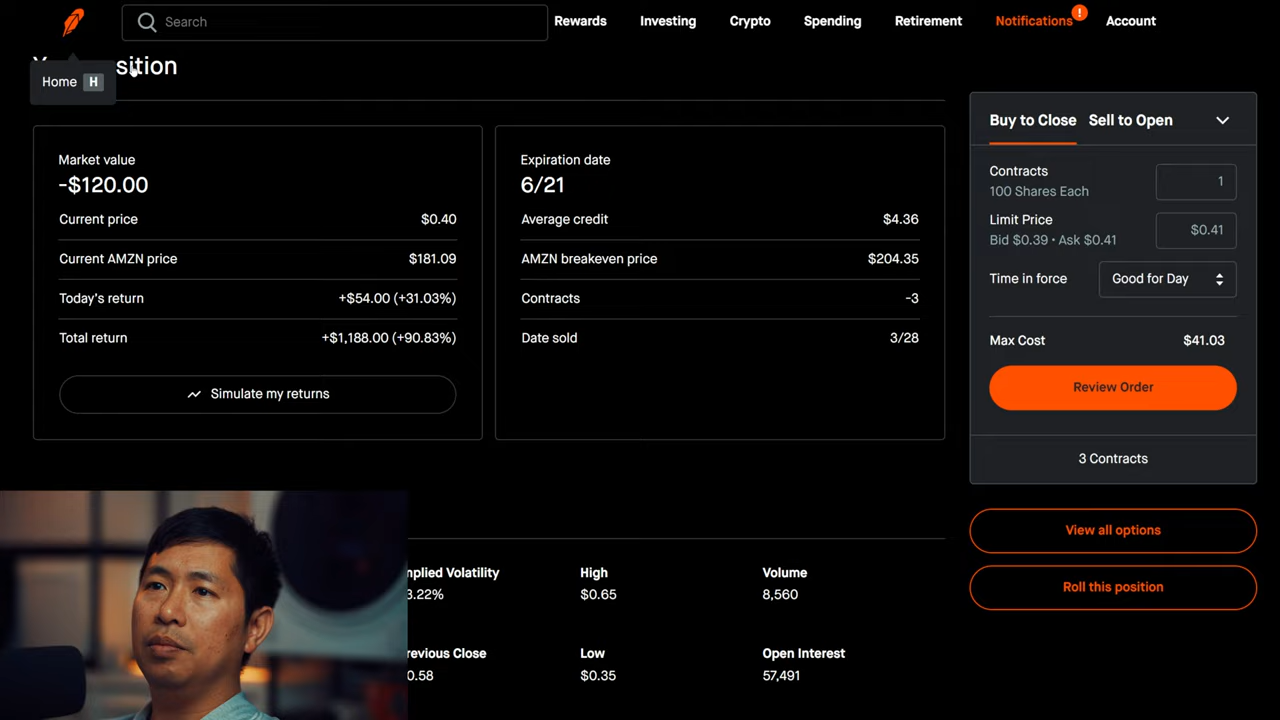 Search
Rewards
Investing
Crypto
Spending
Retirement
Notifications
!
Account
Home H
sition
Market value
-$120.00
Current price $0.40
Current AMZN price $181.09
Today's return +$54.00 (+31.03%)
Total return +$1,188.00 (+90.83%)
Simulate my returns
Expiration date
6/21
Average credit $4.36
AMZN breakeven price $204.35
Contracts -3
Date sold 3/28
Buy to Close Sell to Open
Contracts
100 Shares Each
1
Limit Price
Bid $0.39 • Ask $0.41
$0.41
Time in force Good for Day
Max Cost $41.03
Review Order
3 Contracts
View all options
Roll this position
mplied Volatility High Volume
3.22% $0.65 8,560
revious Close Low Open Interest
0.58 $0.35 57,491